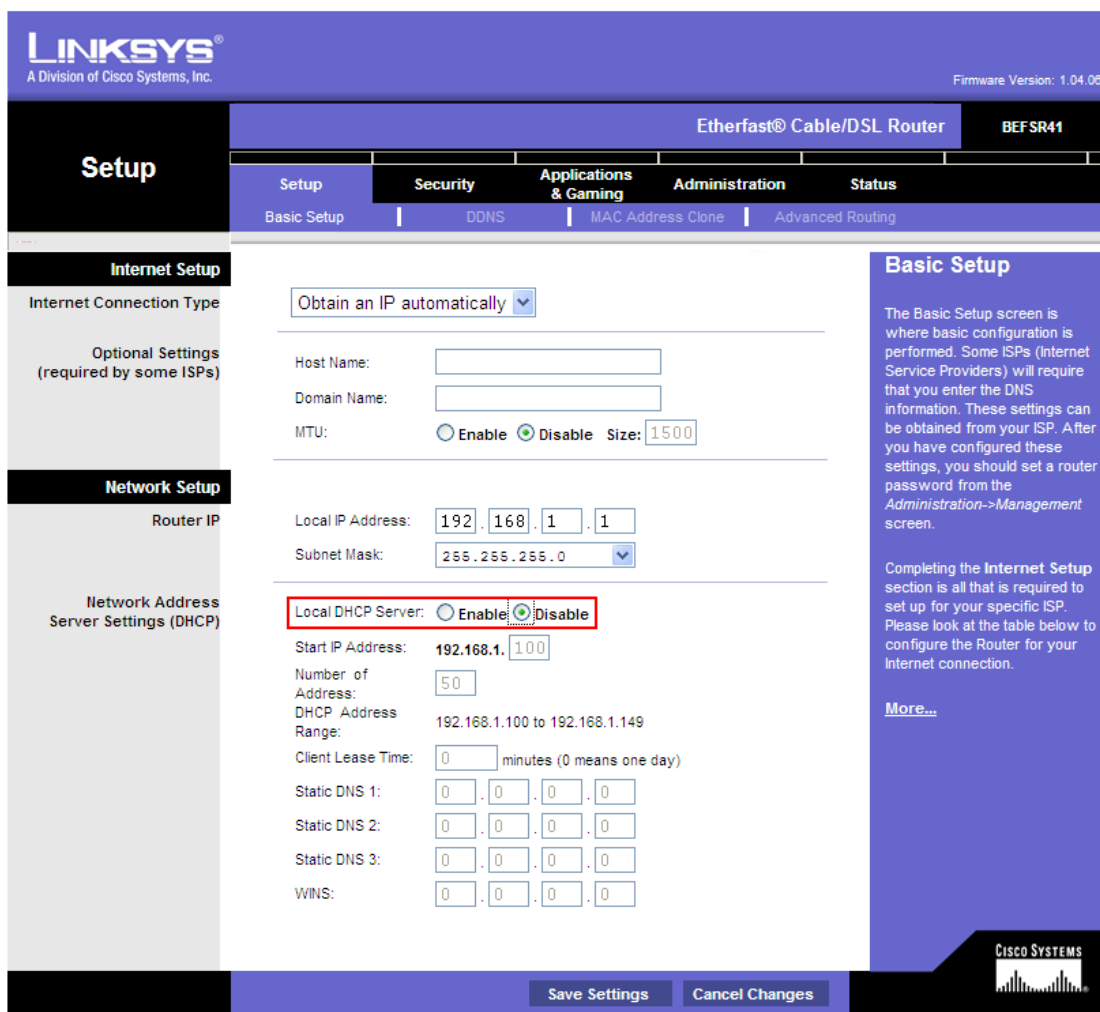 LINKSYS®
A Division of Cisco Systems, Inc.
Firmware Version: 1.04.06
Etherfast® Cable/DSL Router
BEFSR41
Setup
Setup
Security
Applications
& Gaming
Administration
Status
Basic Setup
DDNS
MAC Address Clone
Advanced Routing
Internet Setup
Internet Connection Type
Obtain an IP automatically
Optional Settings
(required by some ISPs)
Host Name:
Domain Name:
MTU: Enable Disable Size: 1500
Network Setup
Router IP
Local IP Address: 192 . 168 . 1 . 1
Subnet Mask: 255.255.255.0
Network Address
Server Settings (DHCP)
Local DHCP Server: Enable Disable
Start IP Address: 192.168.1. 100
Number of
Address:
50
DHCP Address
Range:
192.168.1.100 to 192.168.1.149
Client Lease Time: 0 minutes (0 means one day)
Static DNS 1: 0 . 0 . 0 . 0
Static DNS 2: 0 . 0 . 0 . 0
Static DNS 3: 0 . 0 . 0 . 0
WINS: 0 . 0 . 0 . 0
Basic Setup
The Basic Setup screen is
where basic configuration is
performed. Some ISPs (Internet
Service Providers) will require
that you enter the DNS
information. These settings can
be obtained from your ISP. After
you have configured these
settings, you should set a router
password from the
Administration->Management
screen.
Completing the Internet Setup
section is all that is required to
set up for your specific ISP.
Please look at the table below to
configure the Router for your
Internet connection.
More...
Save Settings
Cancel Changes
CISCO SYSTEMS